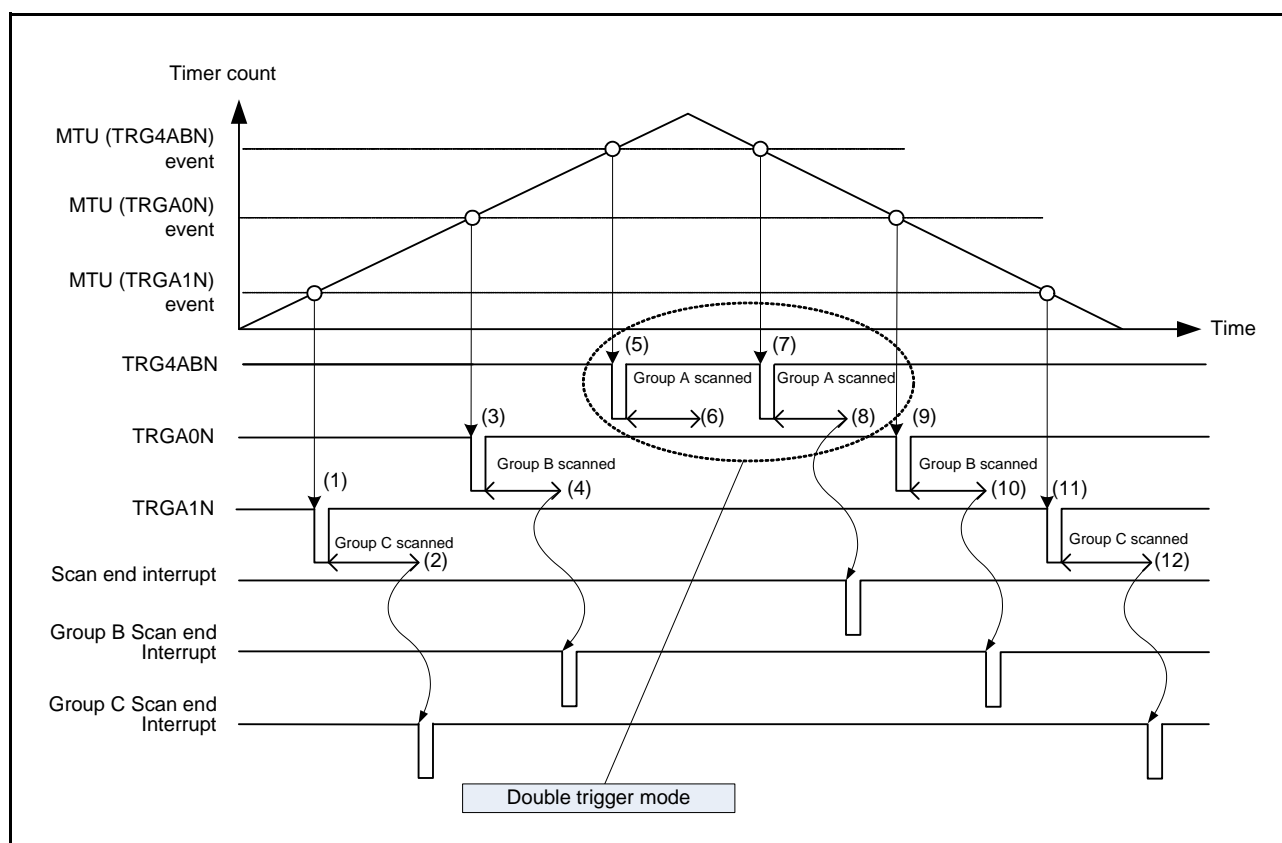 Timer count
MTU (TRG4ABN)
event
MTU (TRGA0N)
event
MTU (TRGA1N)
event
Time
TRG4ABN
(5)
(7)
Group A scanned
Group A scanned
(6)
(8)
TRGA0N
(3)
(9)
Group B scanned
Group B scanned
(4)
(10)
TRGA1N
(1)
(11)
Group C scanned
Group C scanned
(2)
(12)
Scan end interrupt
Group B Scan end
Interrupt
Group C Scan end
Interrupt
Double trigger mode